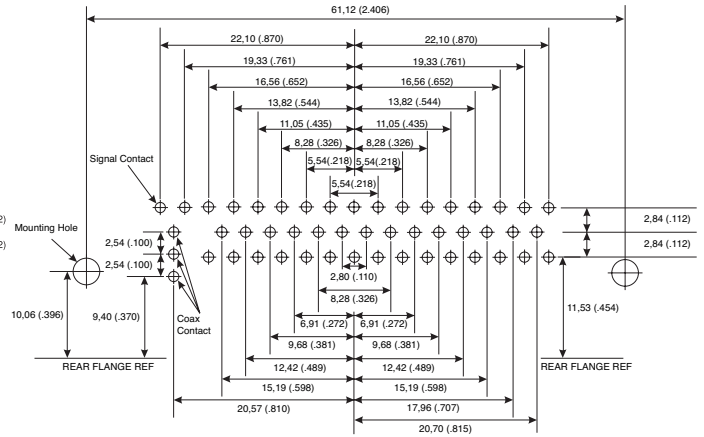 61,12 (2.406)
22,10 (.870) 22,10 (.870)
19,33 (.761) 19,33 (.761)
16,56 (.652) 16,56 (.652)
13,82 (.544) 13,82 (.544)
11,05 (.435) 11,05 (.435)
8,28 (.326) 8,28 (.326)
Signal Contact
5,54(.218) 5,54(.218)
5,54(.218)
2) Mounting Hole
2,84 (.112)
2,54 (.100)
2) 2,84 (.112)
2,54 (.100)
2,80 (.110)
8,28 (.326)
10,06 (.396) 9,40 (.370) Coax
Contact
6,91 (.272) 6,91 (.272)
11,53 (.454)
9,68 (.381) 9,68 (.381)
REAR FLANGE REF 12,42 (.489) 12,42 (.489) REAR FLANGE REF
15,19 (.598) 15,19 (.598)
20,57 (.810) 17,96 (.707)
20,70 (.815)